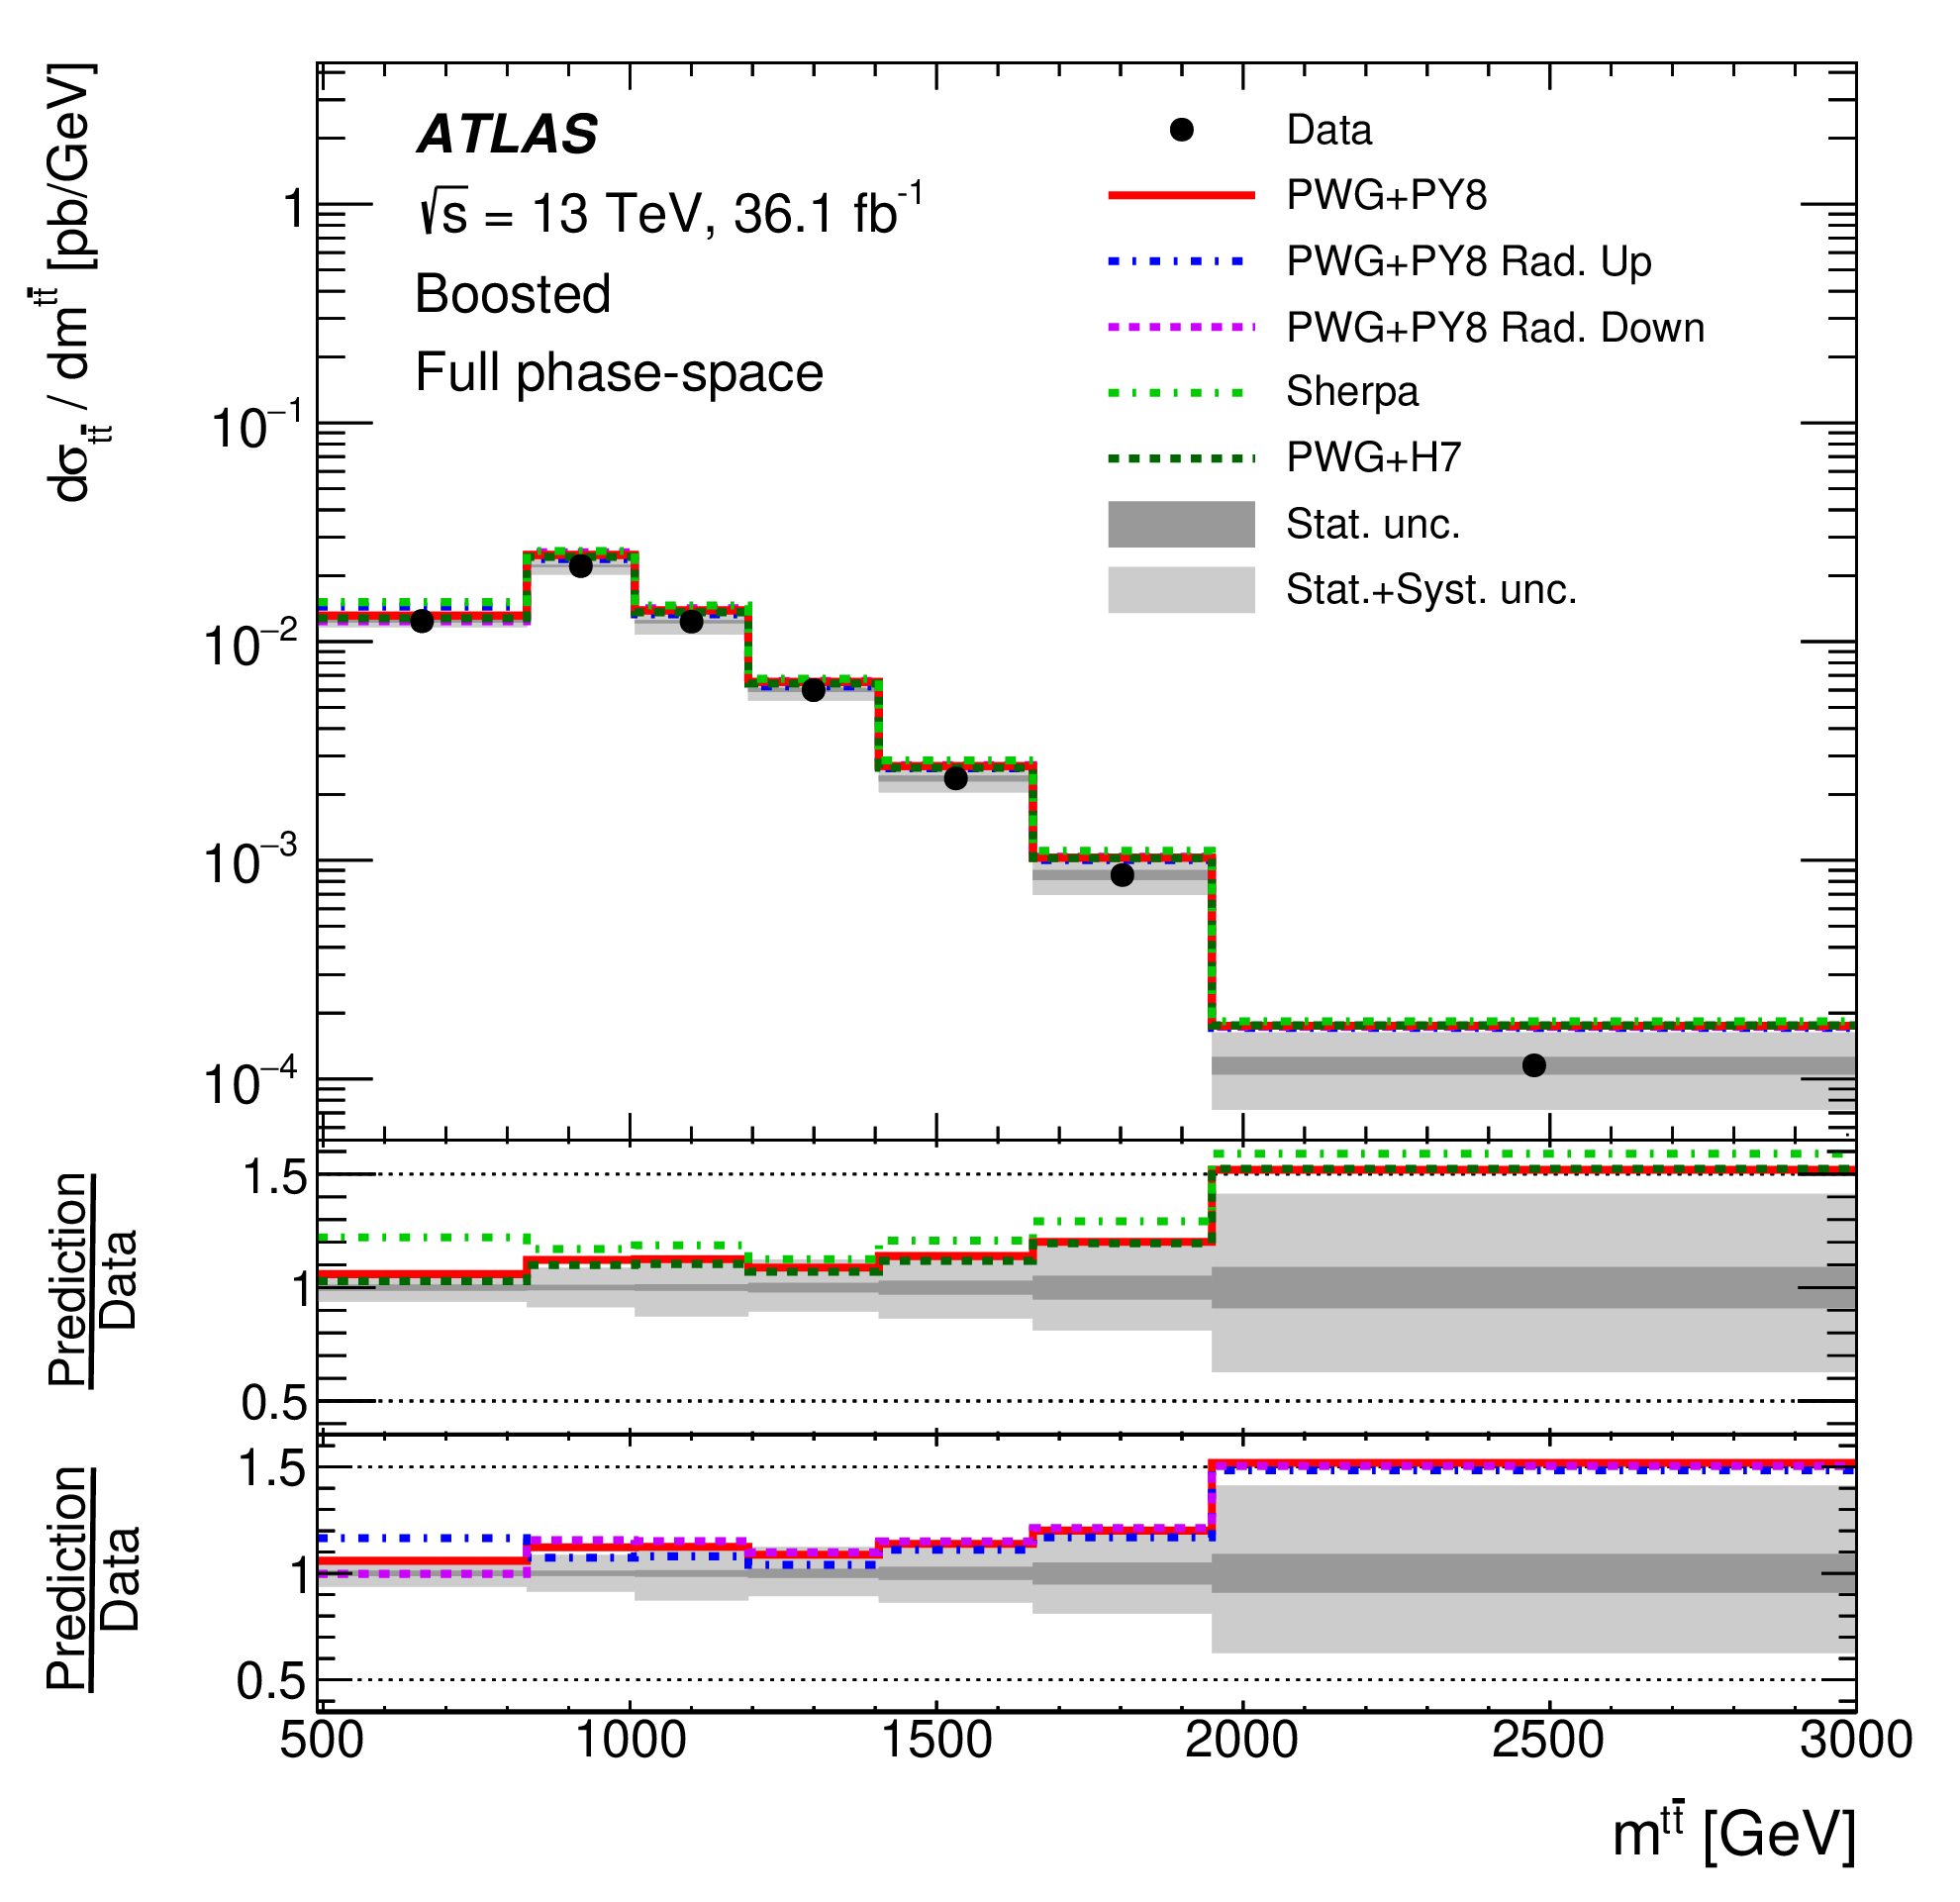 dσ_tt̄ / dm^tt̄ [pb/GeV]
ATLAS
√s = 13 TeV, 36.1 fb⁻¹
Boosted
Full phase-space
Data
PWG+PY8
PWG+PY8 Rad. Up
PWG+PY8 Rad. Down
Sherpa
PWG+H7
Stat. unc.
Stat.+Syst. unc.
1
10⁻¹
10⁻²
10⁻³
10⁻⁴
Prediction
Data
1.5
1
0.5
Prediction
Data
1.5
1
0.5
500 1000 1500 2000 2500 3000
m^tt̄ [GeV]